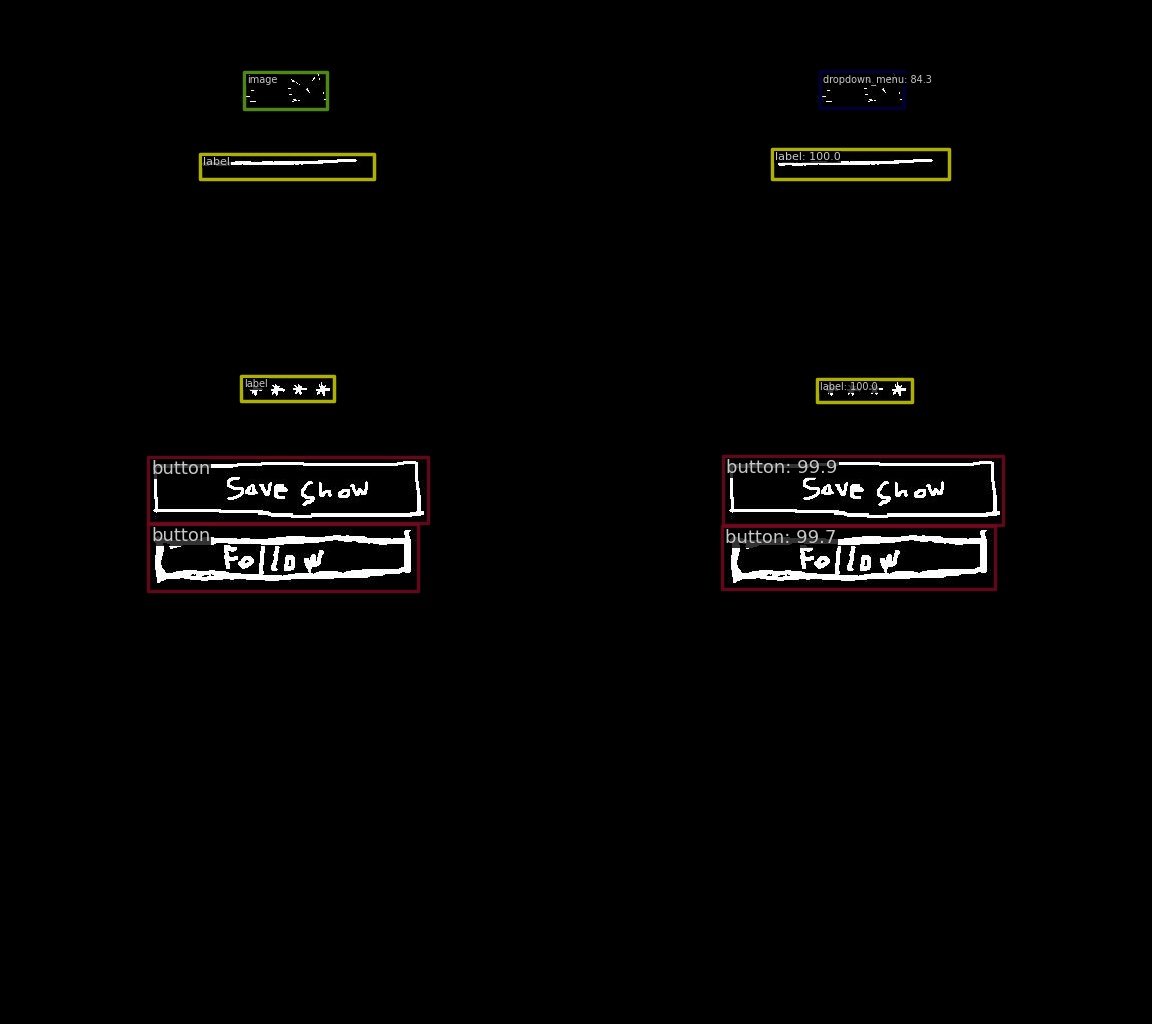 image dropdown_menu: 84.3
label label: 100.0
label label: 100.0
* * * * *
button button: 99.9
Save Show Save Show
button button: 99.7
Follow Follow